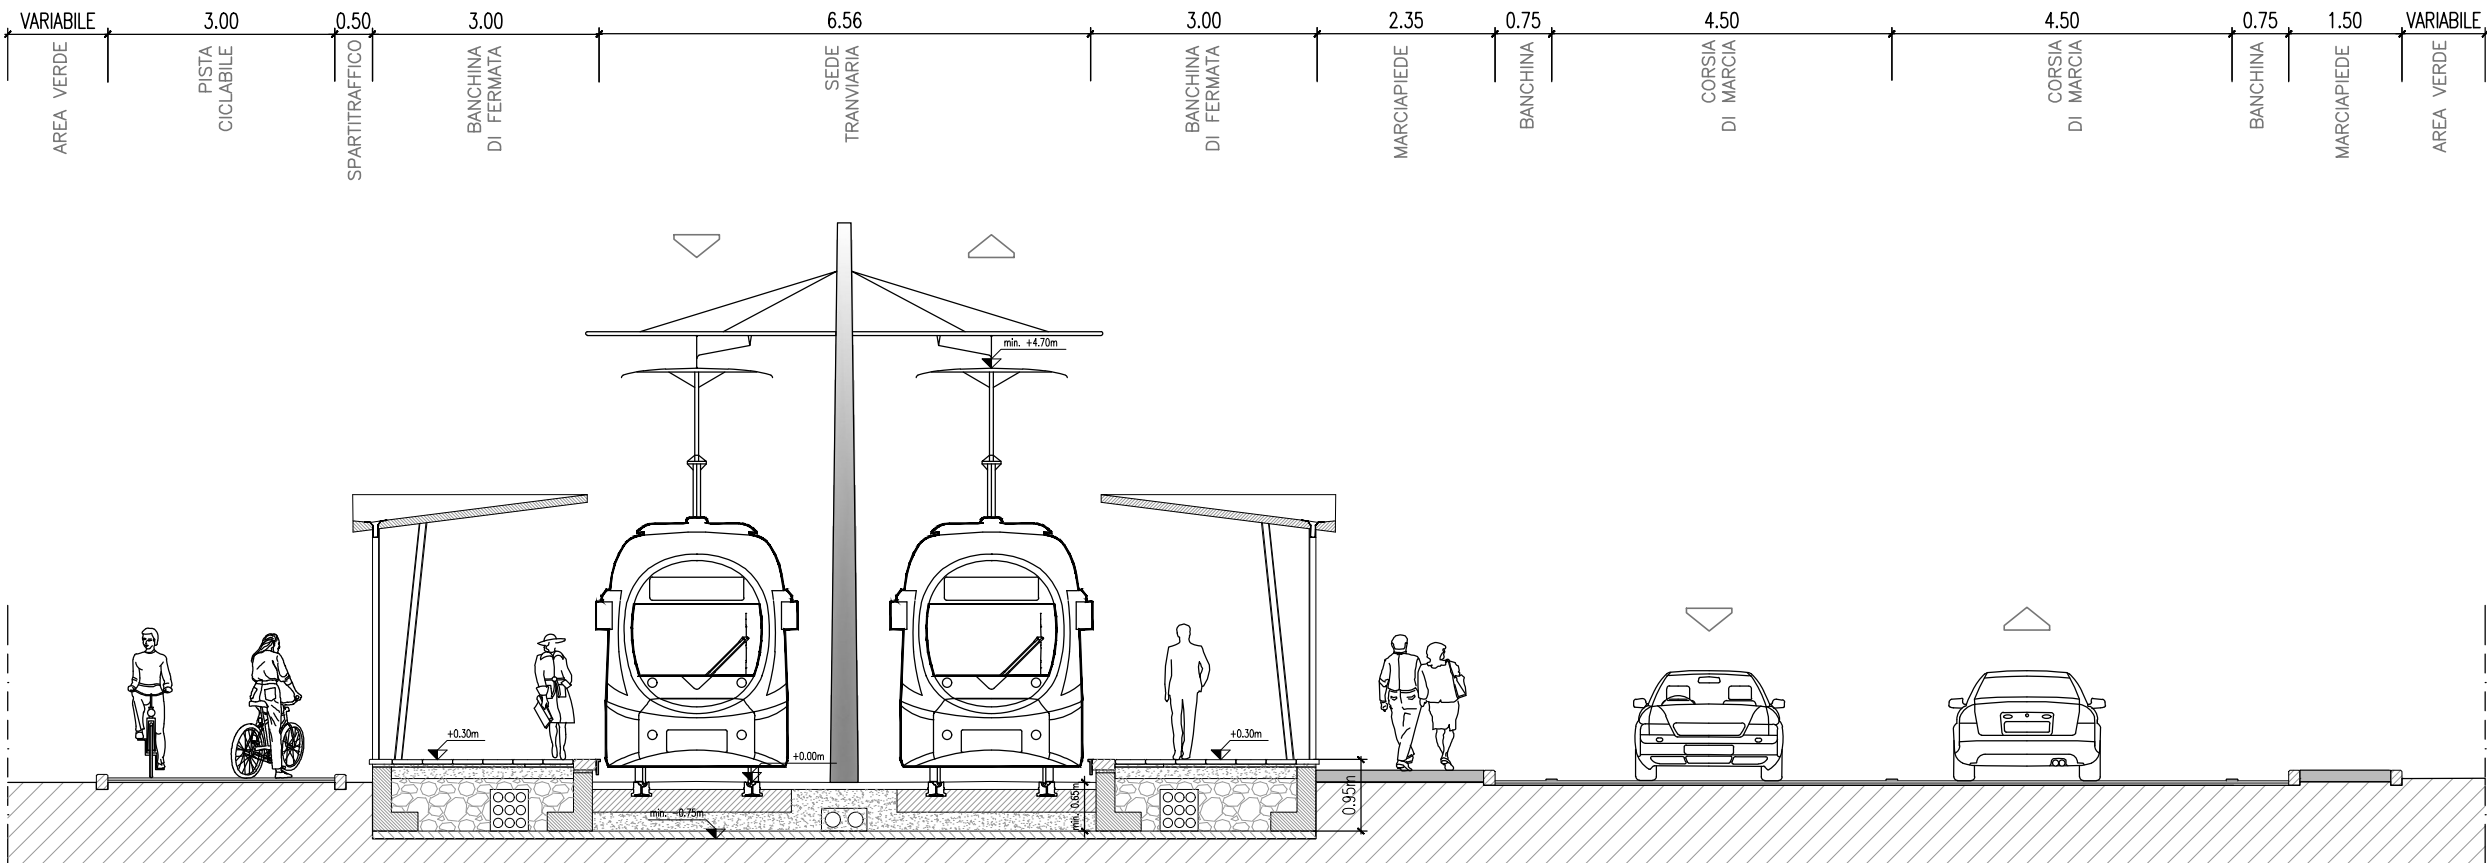 VARIABILE
3.00
0.50
3.00
6.56
3.00
2.35
0.75
4.50
4.50
0.75
1.50
VARIABILE
AREA VERDE
PISTA
CICLABILE
SPARTITRAFFICO
BANCHINA
DI FERMATA
SEDE
TRANVIARIA
BANCHINA
DI FERMATA
MARCIAPIEDE
BANCHINA
CORSIA
DI MARCIA
CORSIA
DI MARCIA
BANCHINA
MARCIAPIEDE
AREA VERDE
min. +4.70m
+0.30m
+0.00m
+0.30m
min. -0.75m
min. 0.65m
0.95m